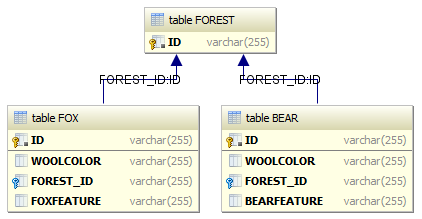 table FOREST
ID varchar(255)
FOREST_ID:ID FOREST_ID:ID
table FOX
ID varchar(255)
WOOLCOLOR varchar(255)
FOREST_ID varchar(255)
FOXFEATURE varchar(255)
table BEAR
ID varchar(255)
WOOLCOLOR varchar(255)
FOREST_ID varchar(255)
BEARFEATURE varchar(255)